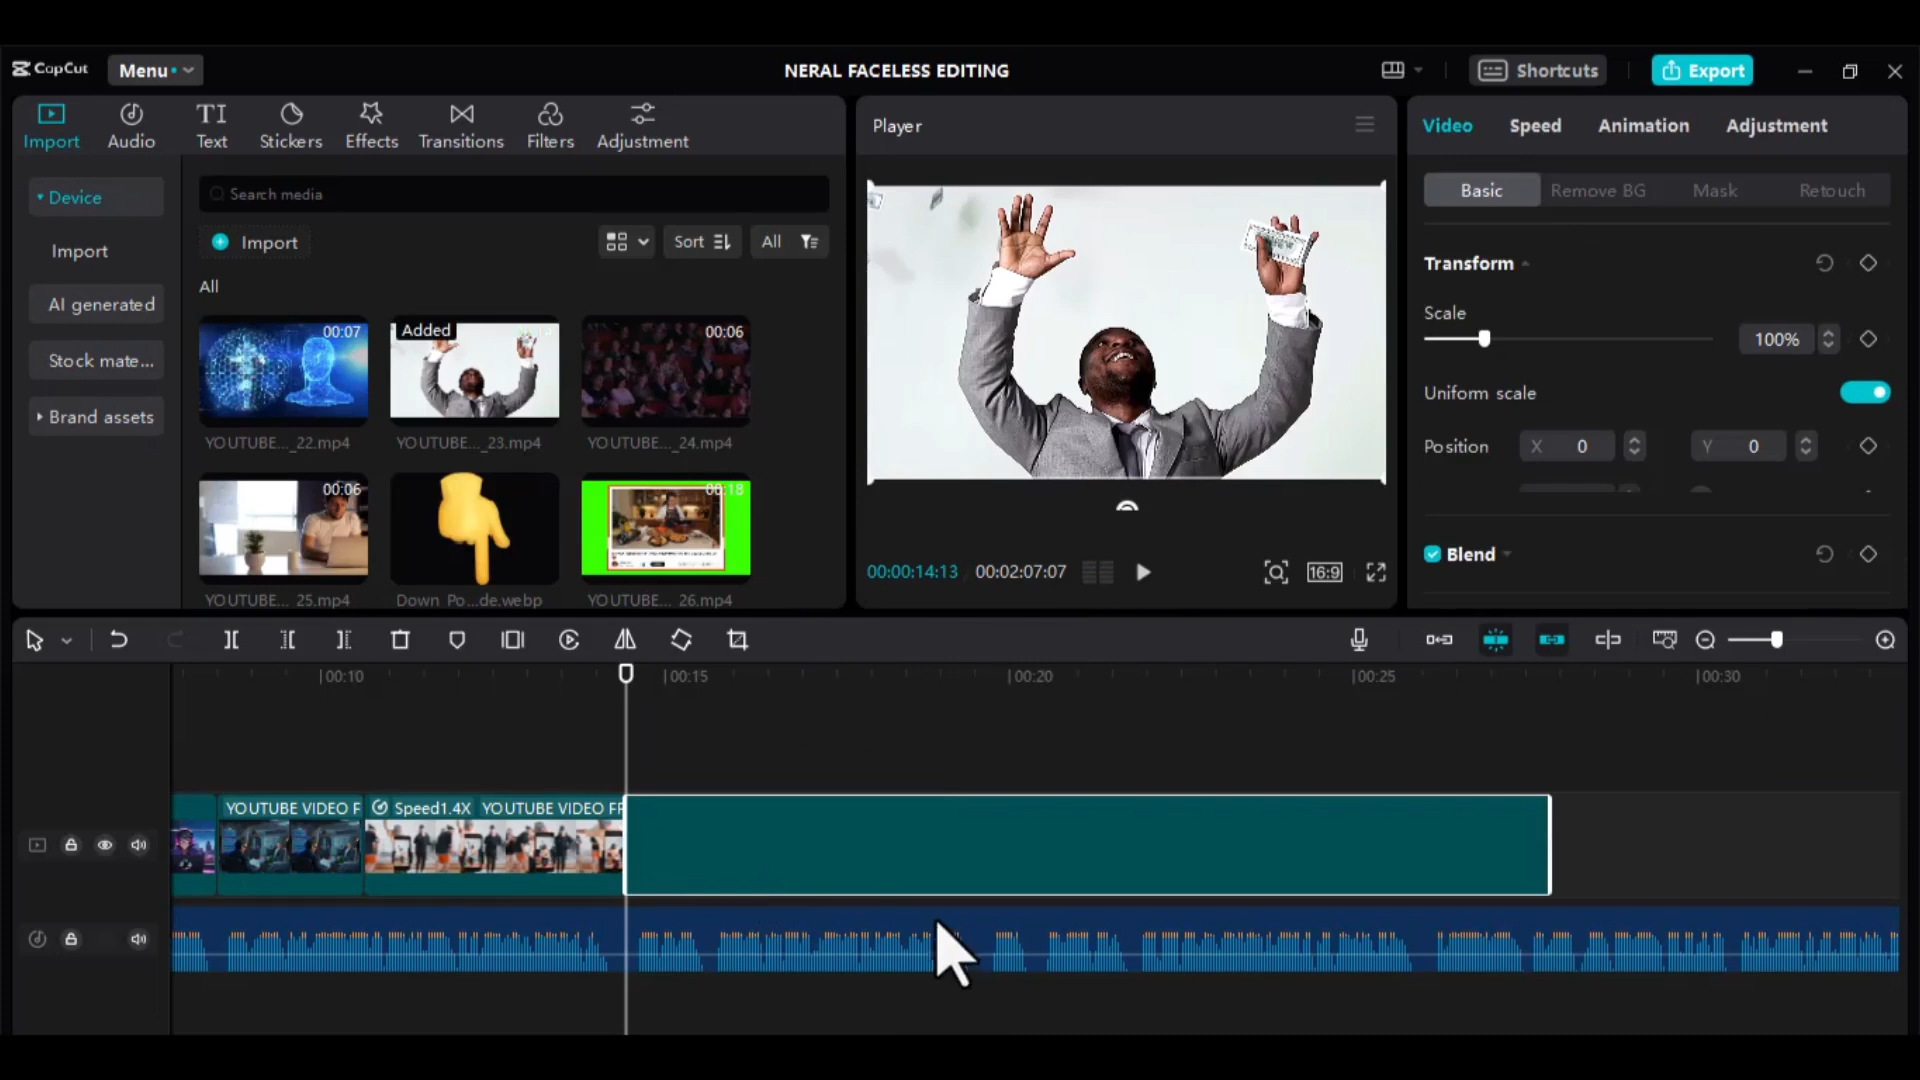 CapCut
Menu
NERAL FACELESS EDITING
Shortcuts
Export
Import
Audio
Text
Stickers
Effects
Transitions
Filters
Adjustment
Player
Video
Speed
Animation
Adjustment
Device
Search media
Basic
Remove BG
Mask
Retouch
Import
Import
Sort
All
Transform
AI generated
All
Scale
100%
Stock mate...
00:07
Added
00:06
Uniform scale
Brand assets
YOUTUBE..._22.mp4
YOUTUBE..._23.mp4
YOUTUBE..._24.mp4
Position
X 0
Y 0
00:06
00:18
Blend
00:00:14:13
00:02:07:07
16:9
YOUTUBE..._25.mp4
Down_Po...de.webp
YOUTUBE..._26.mp4
00:10
00:15
00:20
00:25
00:30
YOUTUBE VIDEO F
Speed1.4X
YOUTUBE VIDEO FR